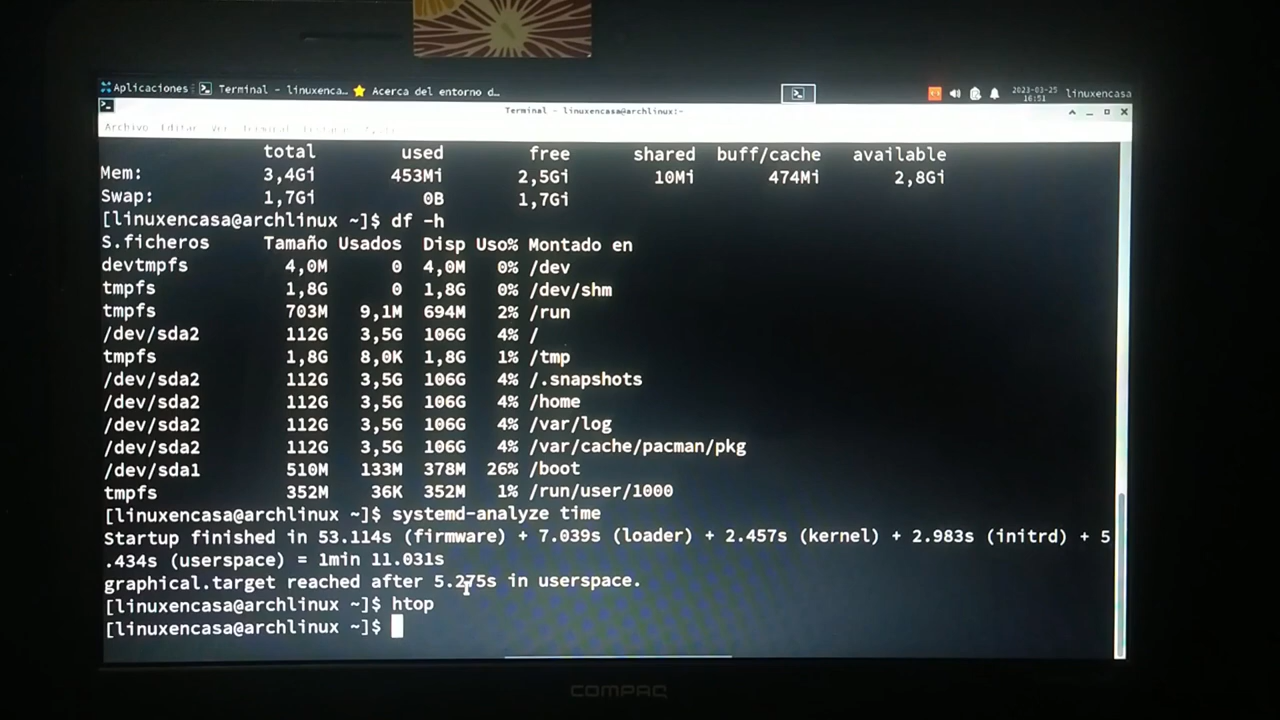 Aplicaciones Terminal - linuxenca... Acerca del entorno d... 2023-03-25 linuxencasa
16:51
Terminal - linuxencasa@archlinux:~
Archivo Editar Ver Terminal
total used free shared buff/cache available
Mem: 3,4Gi 453Mi 2,5Gi 10Mi 474Mi 2,8Gi
Swap: 1,7Gi 0B 1,7Gi
[linuxencasa@archlinux ~]$ df -h
S.ficheros Tamaño Usados Disp Uso% Montado en
devtmpfs 4,0M 0 4,0M 0% /dev
tmpfs 1,8G 0 1,8G 0% /dev/shm
tmpfs 703M 9,1M 694M 2% /run
/dev/sda2 112G 3,5G 106G 4% /
tmpfs 1,8G 8,0K 1,8G 1% /tmp
/dev/sda2 112G 3,5G 106G 4% /.snapshots
/dev/sda2 112G 3,5G 106G 4% /home
/dev/sda2 112G 3,5G 106G 4% /var/log
/dev/sda2 112G 3,5G 106G 4% /var/cache/pacman/pkg
/dev/sda1 510M 133M 378M 26% /boot
tmpfs 352M 36K 352M 1% /run/user/1000
[linuxencasa@archlinux ~]$ systemd-analyze time
Startup finished in 53.114s (firmware) + 7.039s (loader) + 2.457s (kernel) + 2.983s (initrd) + 5
.434s (userspace) = 1min 11.031s
graphical.target reached after 5.275s in userspace.
[linuxencasa@archlinux ~]$ htop
[linuxencasa@archlinux ~]$
COMPAQ